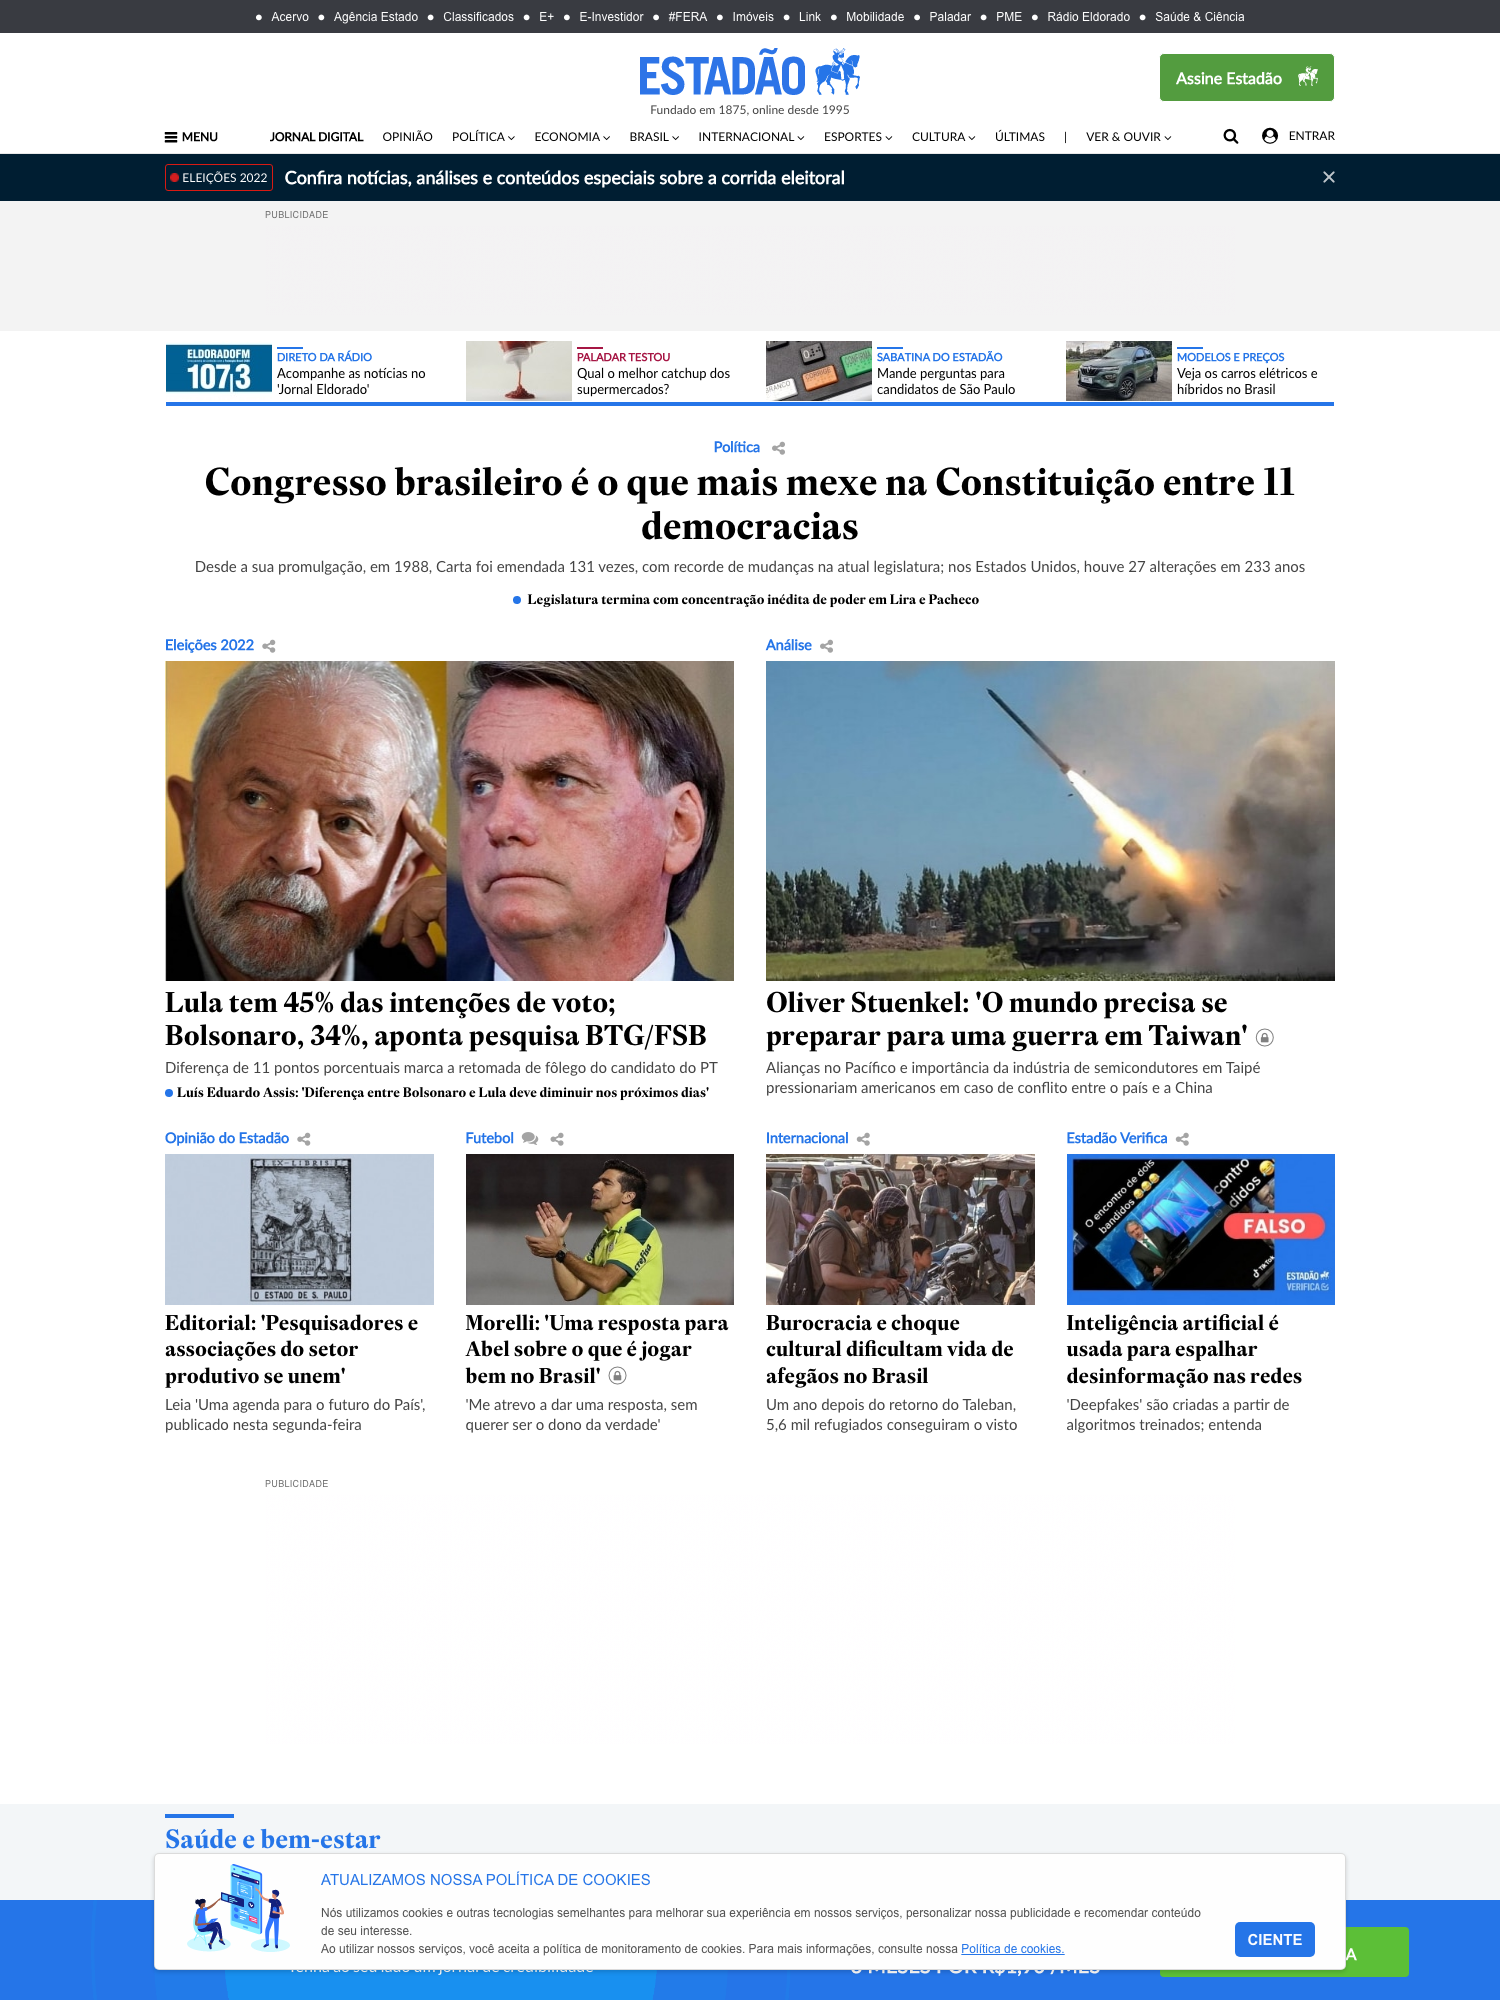 Acervo Agência Estado Classificados E+ E-Investidor #FERA Imóveis Link Mobilidade Paladar PME Rádio Eldorado Saúde & Ciência
ESTADÃO
Fundado em 1875, online desde 1995
Assine Estadão
MENU JORNAL DIGITAL OPINIÃO POLÍTICA ECONOMIA BRASIL INTERNACIONAL ESPORTES CULTURA ÚLTIMAS | VER & OUVIR ENTRAR
ELEIÇÕES 2022 Confira notícias, análises e conteúdos especiais sobre a corrida eleitoral
PUBLICIDADE
ELDORADOFM
107,3
DIRETO DA RÁDIO
Acompanhe as notícias no
'Jornal Eldorado'
PALADAR TESTOU
Qual o melhor catchup dos
supermercados?
BRANCO
CORRIGE
SABATINA DO ESTADÃO
Mande perguntas para
candidatos de São Paulo
MODELOS E PREÇOS
Veja os carros elétricos e
híbridos no Brasil
Política
Congresso brasileiro é o que mais mexe na Constituição entre 11
democracias
Desde a sua promulgação, em 1988, Carta foi emendada 131 vezes, com recorde de mudanças na atual legislatura; nos Estados Unidos, houve 27 alterações em 233 anos
Legislatura termina com concentração inédita de poder em Lira e Pacheco
Eleições 2022
Lula tem 45% das intenções de voto;
Bolsonaro, 34%, aponta pesquisa BTG/FSB
Diferença de 11 pontos porcentuais marca a retomada de fôlego do candidato do PT
Luís Eduardo Assis: 'Diferença entre Bolsonaro e Lula deve diminuir nos próximos dias'
Análise
Oliver Stuenkel: 'O mundo precisa se
preparar para uma guerra em Taiwan'
Alianças no Pacífico e importância da indústria de semicondutores em Taipé
pressionariam americanos em caso de conflito entre o país e a China
Opinião do Estadão
EX-LIBRIS
O ESTADO DE S. PAULO
Editorial: 'Pesquisadores e
associações do setor
produtivo se unem'
Leia 'Uma agenda para o futuro do País',
publicado nesta segunda-feira
Futebol
crefisa
Morelli: 'Uma resposta para
Abel sobre o que é jogar
bem no Brasil'
'Me atrevo a dar uma resposta, sem
querer ser o dono da verdade'
Internacional
Burocracia e choque
cultural dificultam vida de
afegãos no Brasil
Um ano depois do retorno do Taleban,
5,6 mil refugiados conseguiram o visto
Estadão Verifica
O encontro de dois
bandidos
contro
didos
FALSO
TikTok
ESTADÃO
VERIFICA
Inteligência artificial é
usada para espalhar
desinformação nas redes
'Deepfakes' são criadas a partir de
algoritmos treinados; entenda
PUBLICIDADE
Saúde e bem-estar
ATUALIZAMOS NOSSA POLÍTICA DE COOKIES
Nós utilizamos cookies e outras tecnologias semelhantes para melhorar sua experiência em nossos serviços, personalizar nossa publicidade e recomendar conteúdo
de seu interesse.
Ao utilizar nossos serviços, você aceita a política de monitoramento de cookies. Para mais informações, consulte nossa Política de cookies.
CIENTE
A